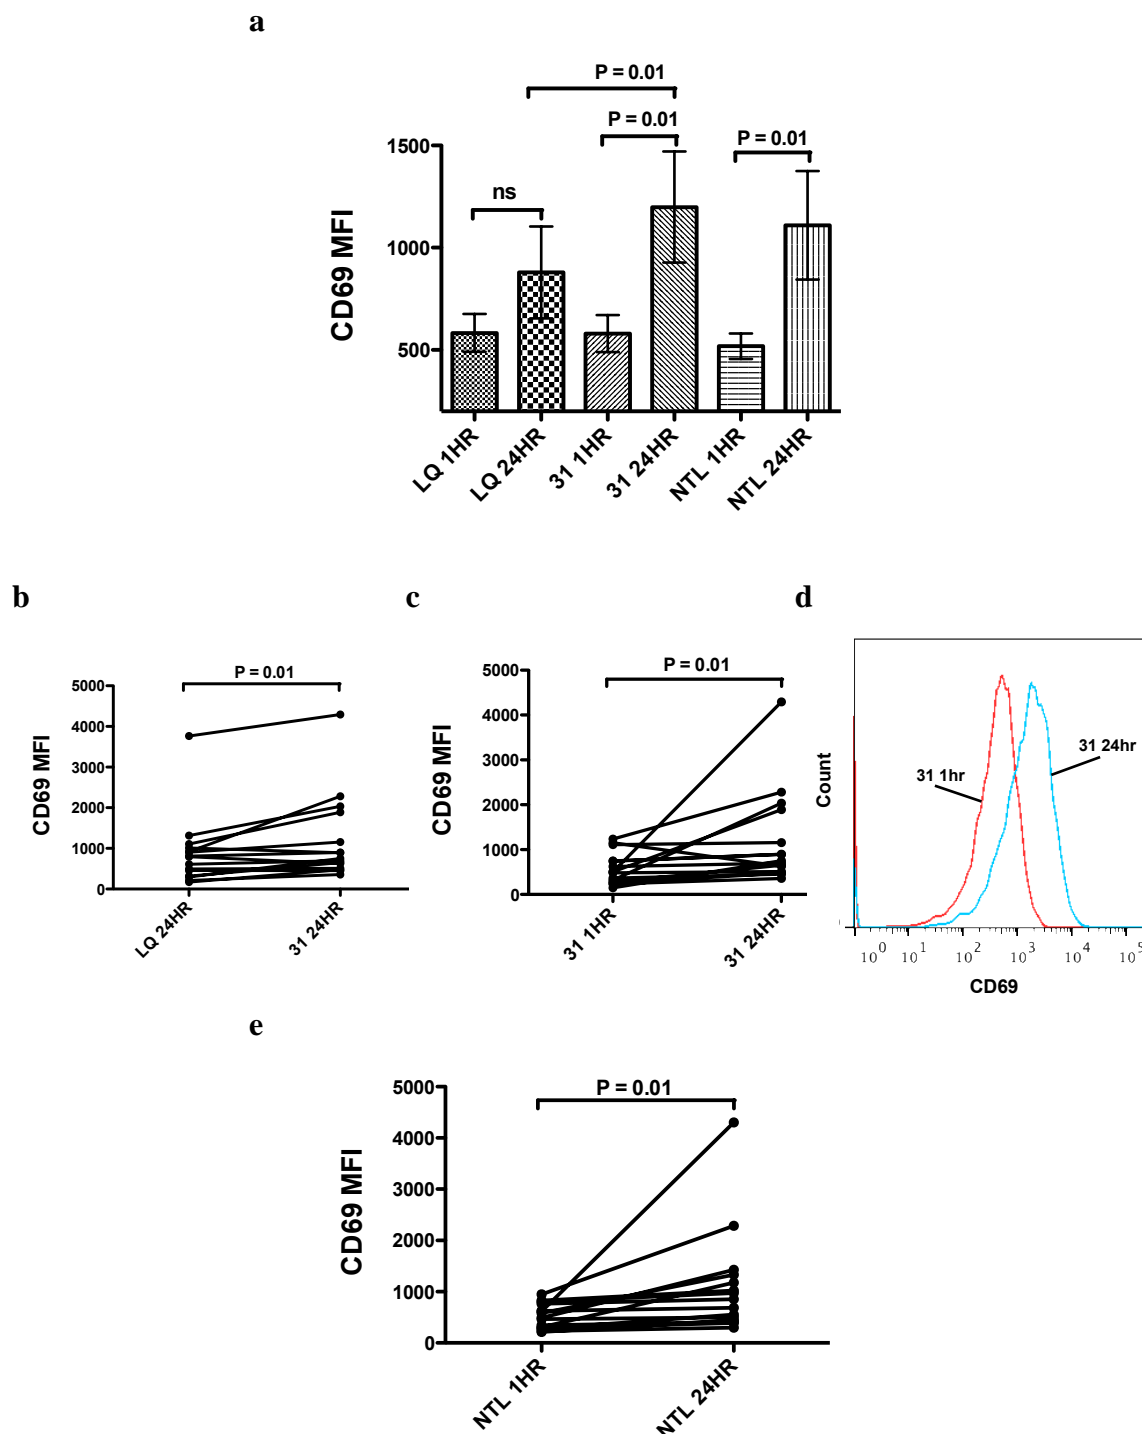 a
P = 0.01
P = 0.01
P = 0.01
ns
CD69 MFI
1500
1000
500
LQ 1HR
LQ 24HR
31 1HR
31 24HR
NTL 1HR
NTL 24HR
b
P = 0.01
CD69 MFI
5000
4000
3000
2000
1000
0
LQ 24HR
31 24HR
c
P = 0.01
CD69 MFI
5000
4000
3000
2000
1000
0
31 1HR
31 24HR
d
Count
31 1hr
31 24hr
10^0 10^1 10^2 10^3 10^4 10^5
CD69
e
P = 0.01
CD69 MFI
5000
4000
3000
2000
1000
0
NTL 1HR
NTL 24HR